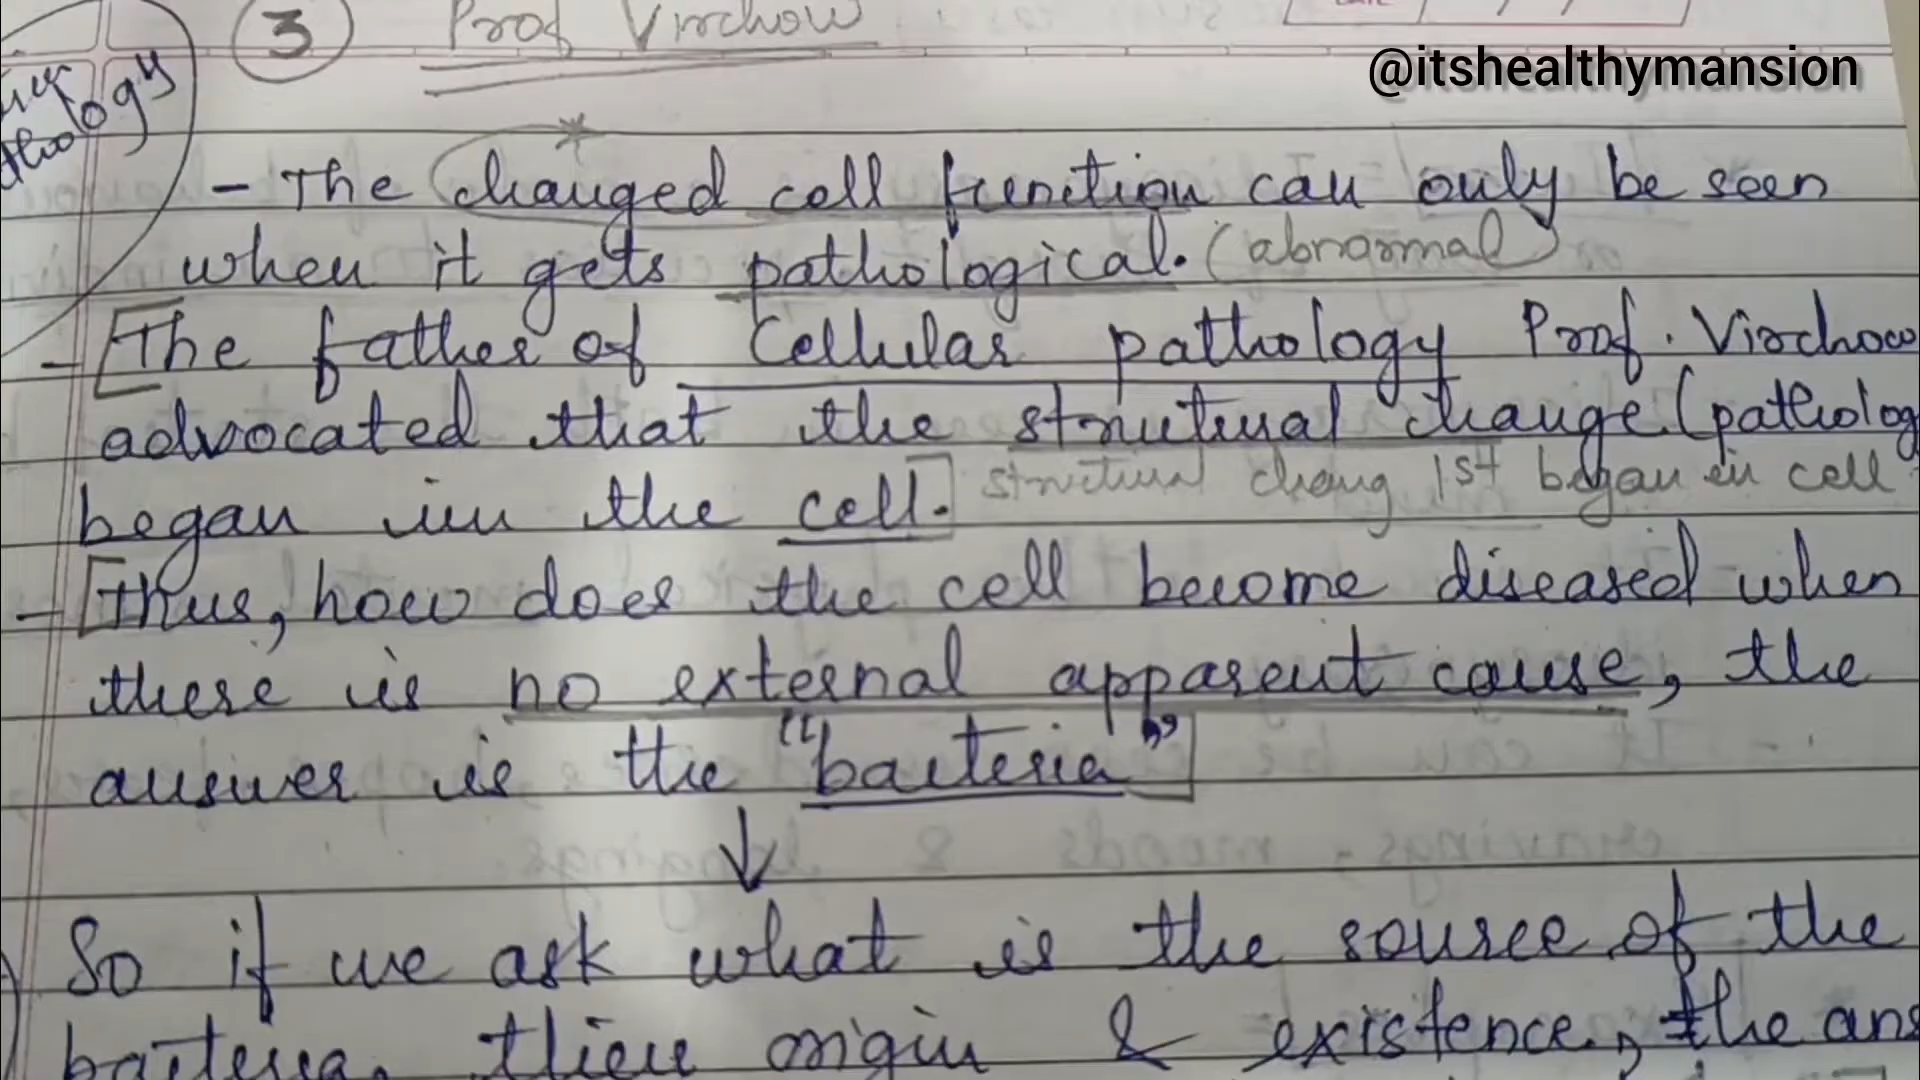 3 Prof Virchow
@itshealthymansion
- The changed cell function can only be seen
when it gets pathological. (abnormal)
- [The father of Cellular pathology Prof. Virchow
advocated that the structural change (patholog
began in the cell.] structural chang 1st began in cell
- [Thus, how does the cell become diseased when
there is no external apparent cause, the
answer is the "bacteria"]
↓
So if we ask what is the source of the
bacteria, their origin & existence, the ans